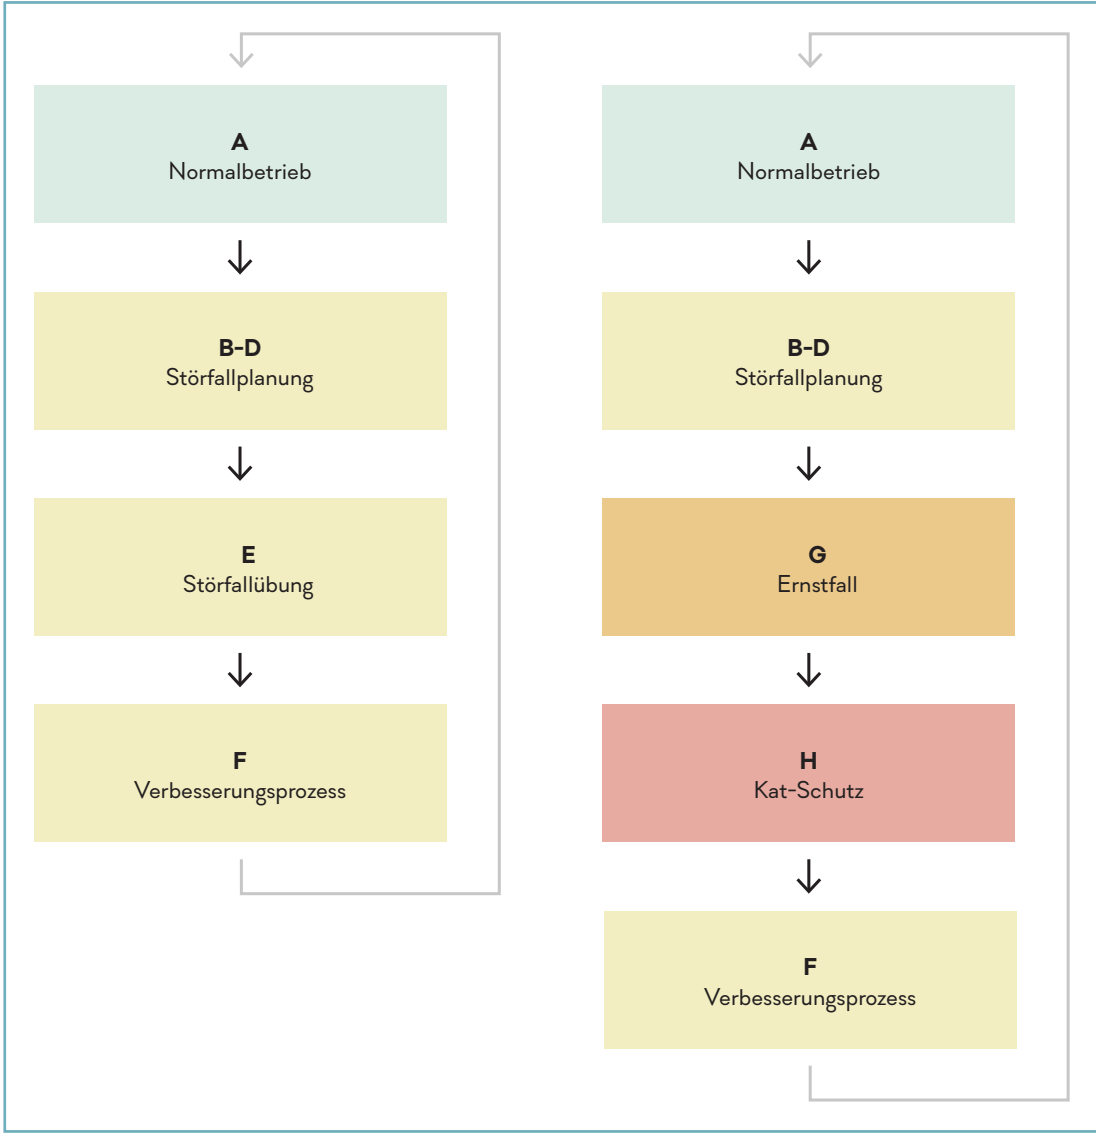 A
Normalbetrieb
B-D
Störfallplanung
E
Störfallübung
F
Verbesserungsprozess
A
Normalbetrieb
B-D
Störfallplanung
G
Ernstfall
H
Kat-Schutz
F
Verbesserungsprozess